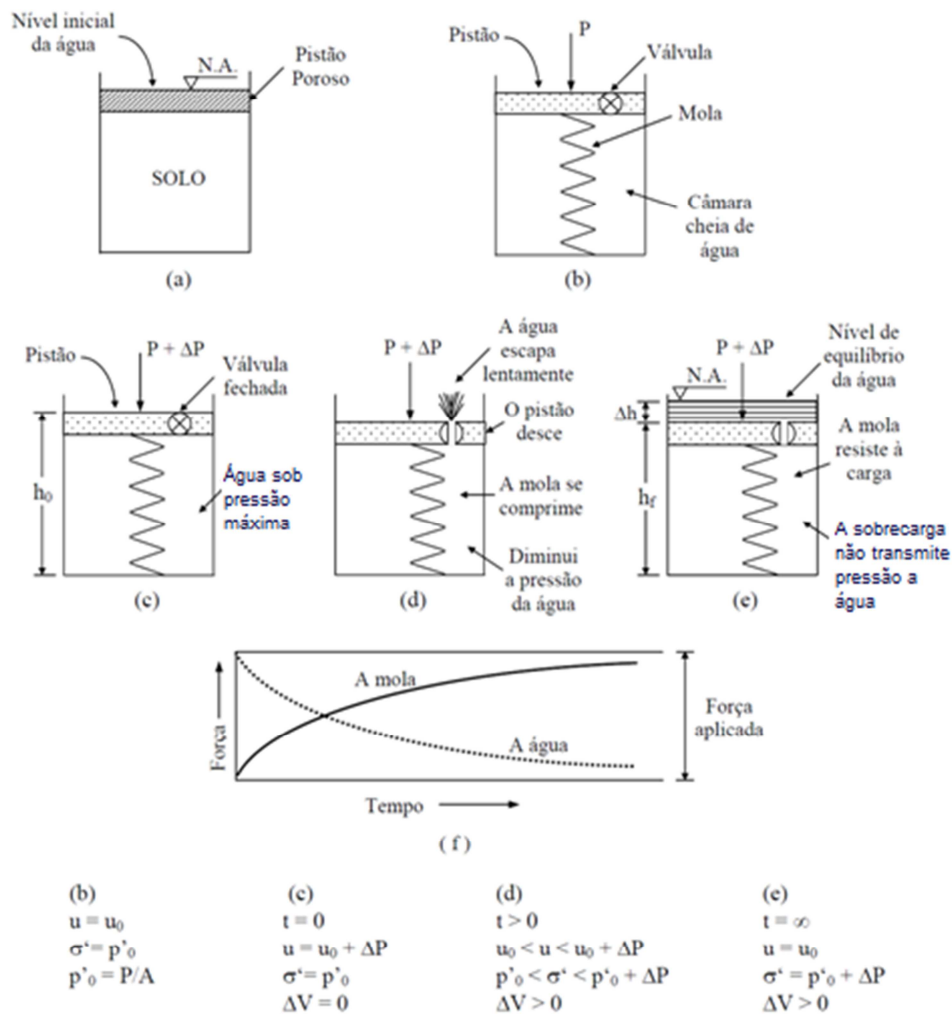 Nível inicial
da água
N.A.
Pistão
Poroso
SOLO
(a)
Pistão
P
Válvula
Mola
Câmara
cheia de
água
(b)
Pistão
P + ΔP
Válvula
fechada
h₀
Água sob
pressão
máxima
(c)
P + ΔP
A água
escapa
lentamente
O pistão
desce
A mola se
comprime
Diminui
a pressão
da água
(d)
N.A.
P + ΔP
Nível de
equilíbrio
da água
Δh
h_f
A mola
resiste à
carga
A sobrecarga
não transmite
pressão a
água
(e)
Força
A mola
A água
Força
aplicada
Tempo
( f )
(b)
u = u₀
σ‘= p’₀
p’₀ = P/A
(c)
t = 0
u = u₀ + ΔP
σ‘= p’₀
ΔV = 0
(d)
t > 0
u₀ < u < u₀ + ΔP
p’₀ < σ‘ < p‘₀ + ΔP
ΔV > 0
(e)
t = ∞
u = u₀
σ‘ = p‘₀ + ΔP
ΔV > 0